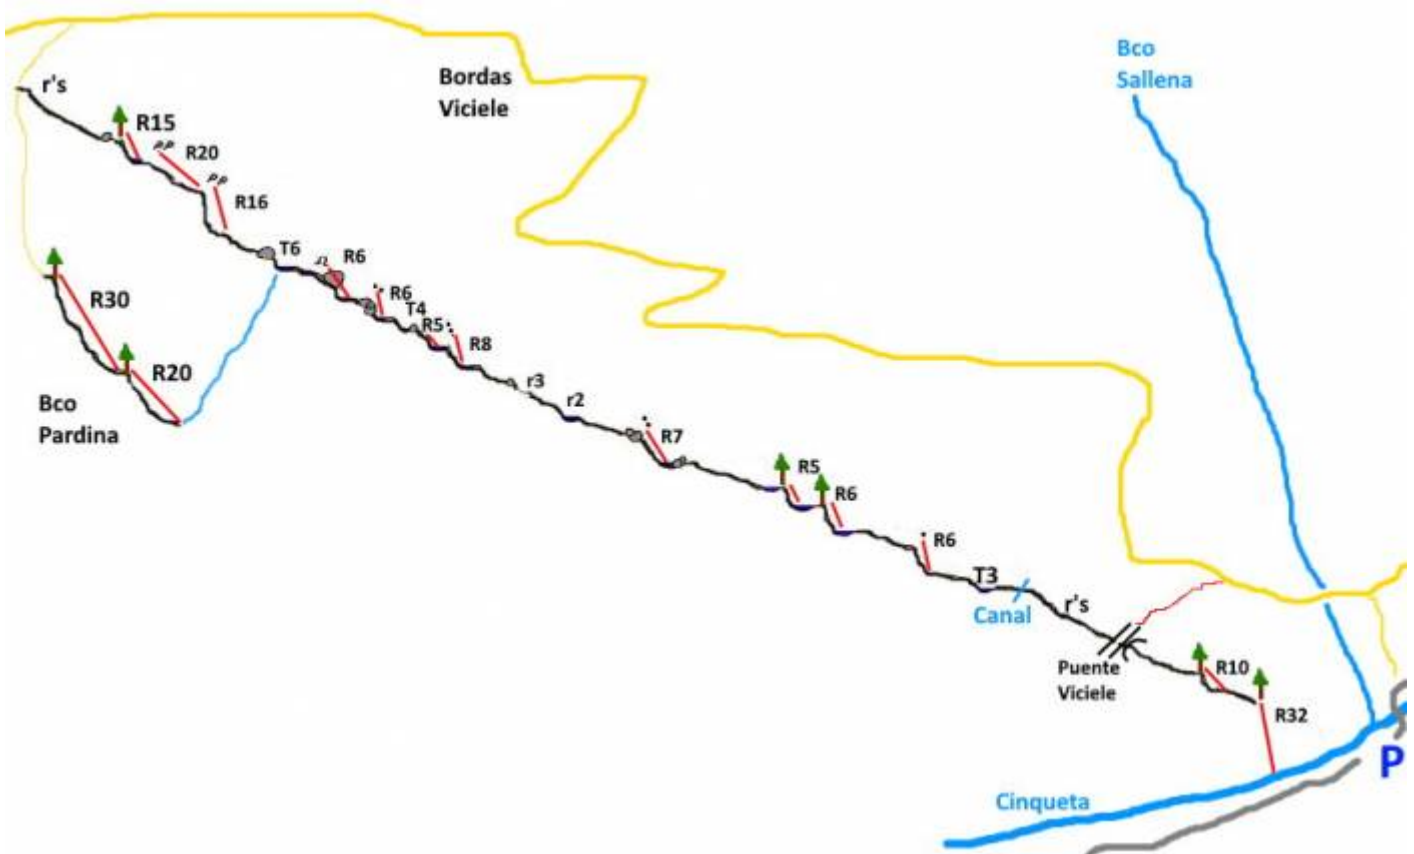 Bco
Sallena
Bordas
Viciele
r's
R15
R20
R16
T6
R6
R6
T4
R5
R8
R30
R20
Bco
Pardina
r3
r2
R7
R5
R6
R6
T3
Canal
r's
Puente
Viciele
R10
R32
P
Cinqueta